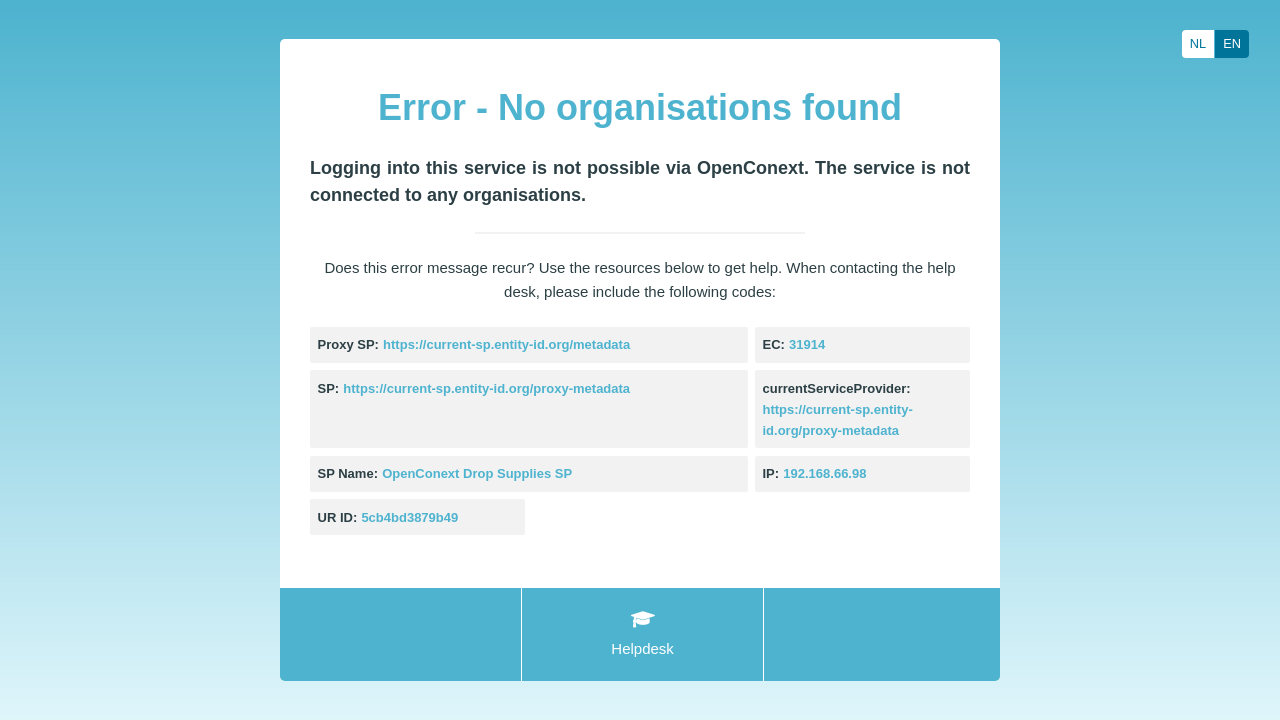 NL
EN
Error - No organisations found
Logging into this service is not possible via OpenConext. The service is not
connected to any organisations.
Does this error message recur? Use the resources below to get help. When contacting the help
desk, please include the following codes:
Proxy SP: https://current-sp.entity-id.org/metadata
EC: 31914
SP: https://current-sp.entity-id.org/proxy-metadata
currentServiceProvider:
https://current-sp.entity-
id.org/proxy-metadata
SP Name: OpenConext Drop Supplies SP
IP: 192.168.66.98
UR ID: 5cb4bd3879b49
Helpdesk